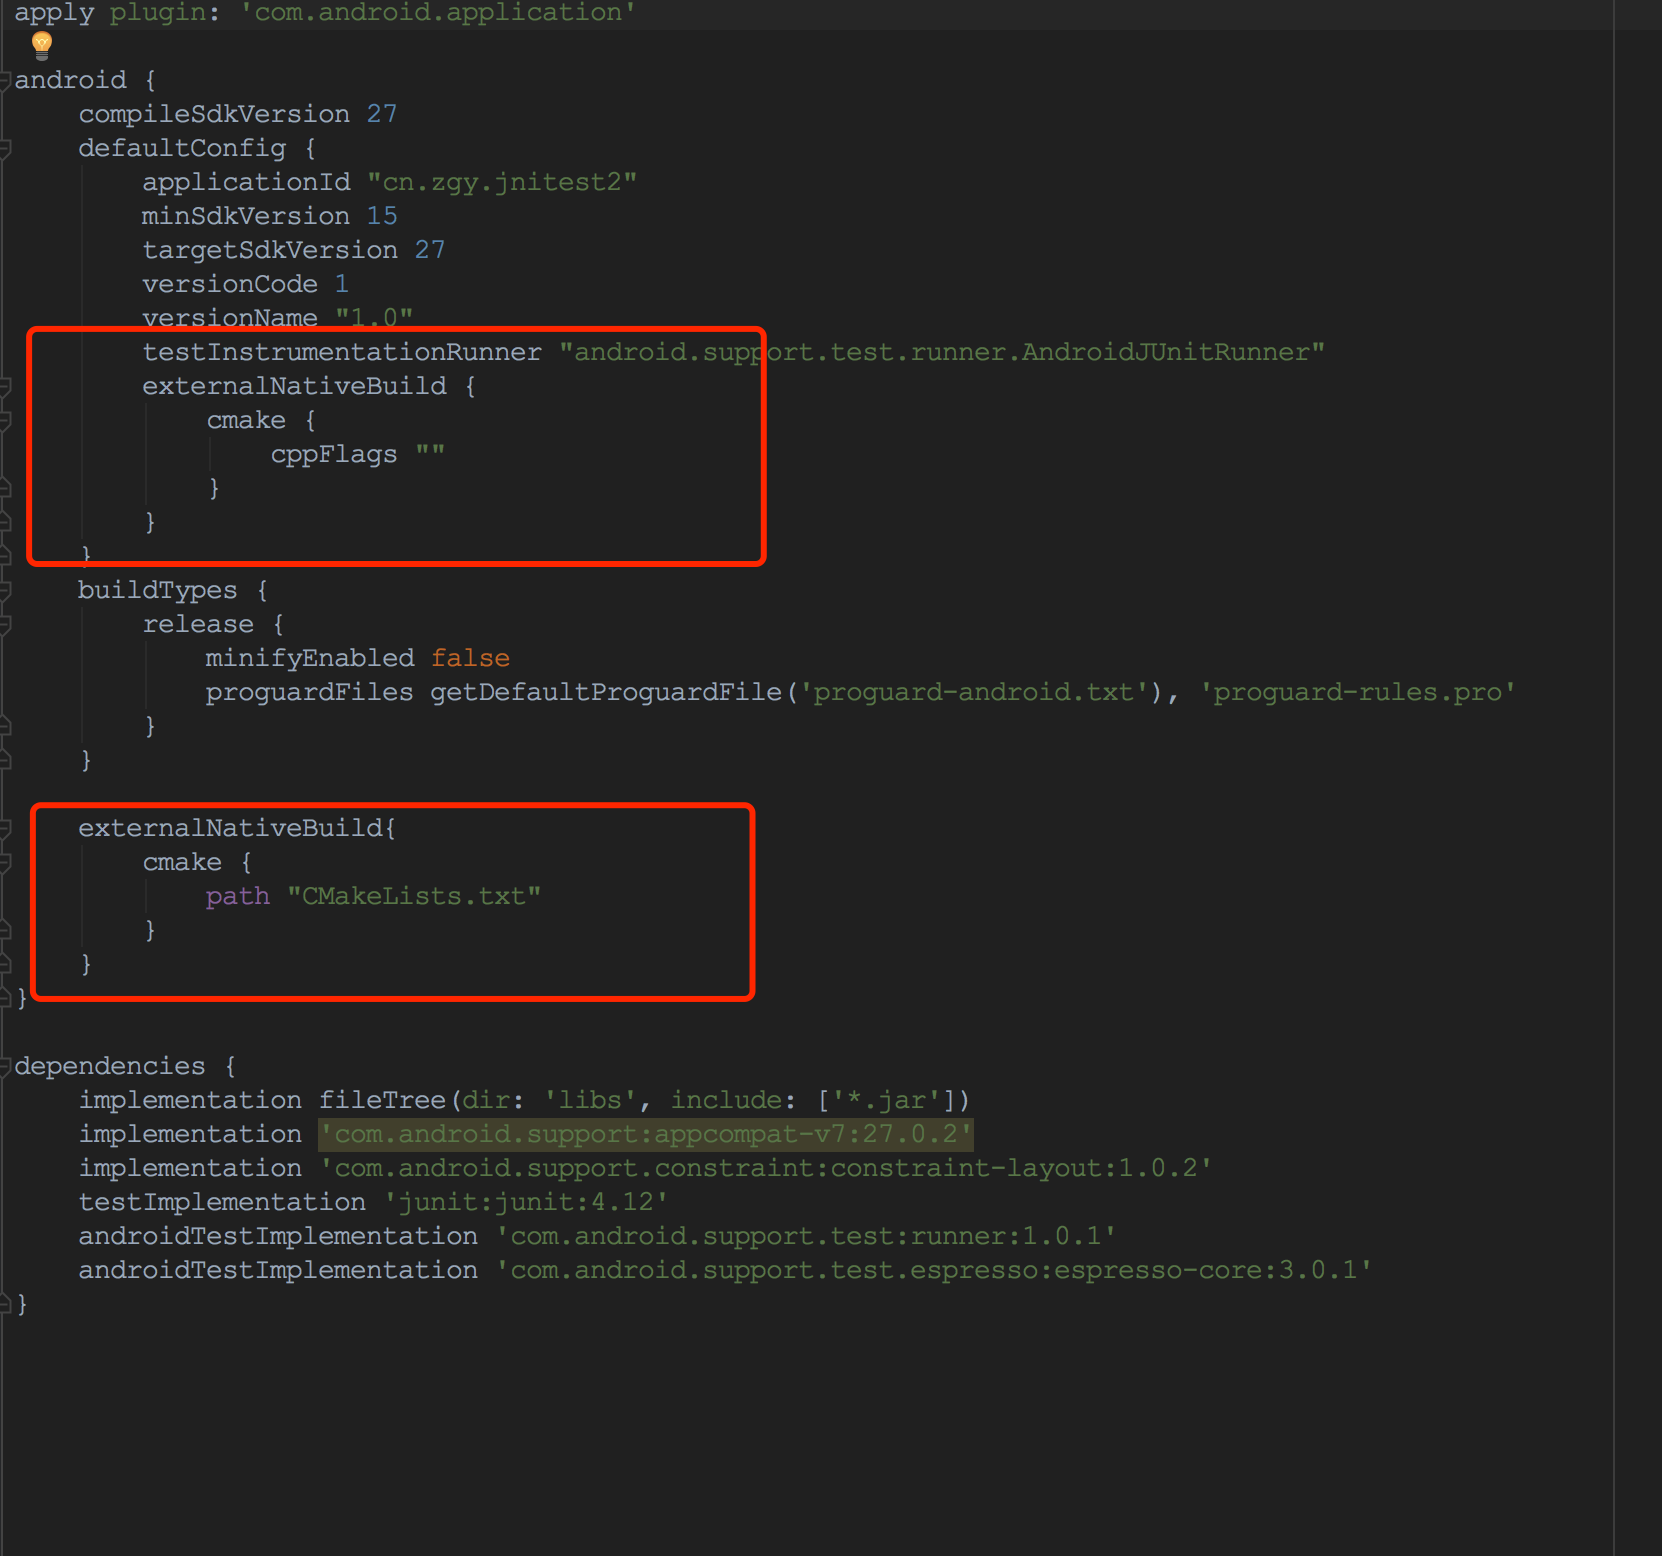 apply plugin: 'com.android.application'
android {
compileSdkVersion 27
defaultConfig {
applicationId "cn.zgy.jnitest2"
minSdkVersion 15
targetSdkVersion 27
versionCode 1
versionName "1.0"
testInstrumentationRunner "android.support.test.runner.AndroidJUnitRunner"
externalNativeBuild {
cmake {
cppFlags ""
}
}
}
buildTypes {
release {
minifyEnabled false
proguardFiles getDefaultProguardFile('proguard-android.txt'), 'proguard-rules.pro'
}
}
externalNativeBuild{
cmake {
path "CMakeLists.txt"
}
}
}
dependencies {
implementation fileTree(dir: 'libs', include: ['*.jar'])
implementation 'com.android.support:appcompat-v7:27.0.2'
implementation 'com.android.support.constraint:constraint-layout:1.0.2'
testImplementation 'junit:junit:4.12'
androidTestImplementation 'com.android.support.test:runner:1.0.1'
androidTestImplementation 'com.android.support.test.espresso:espresso-core:3.0.1'
}